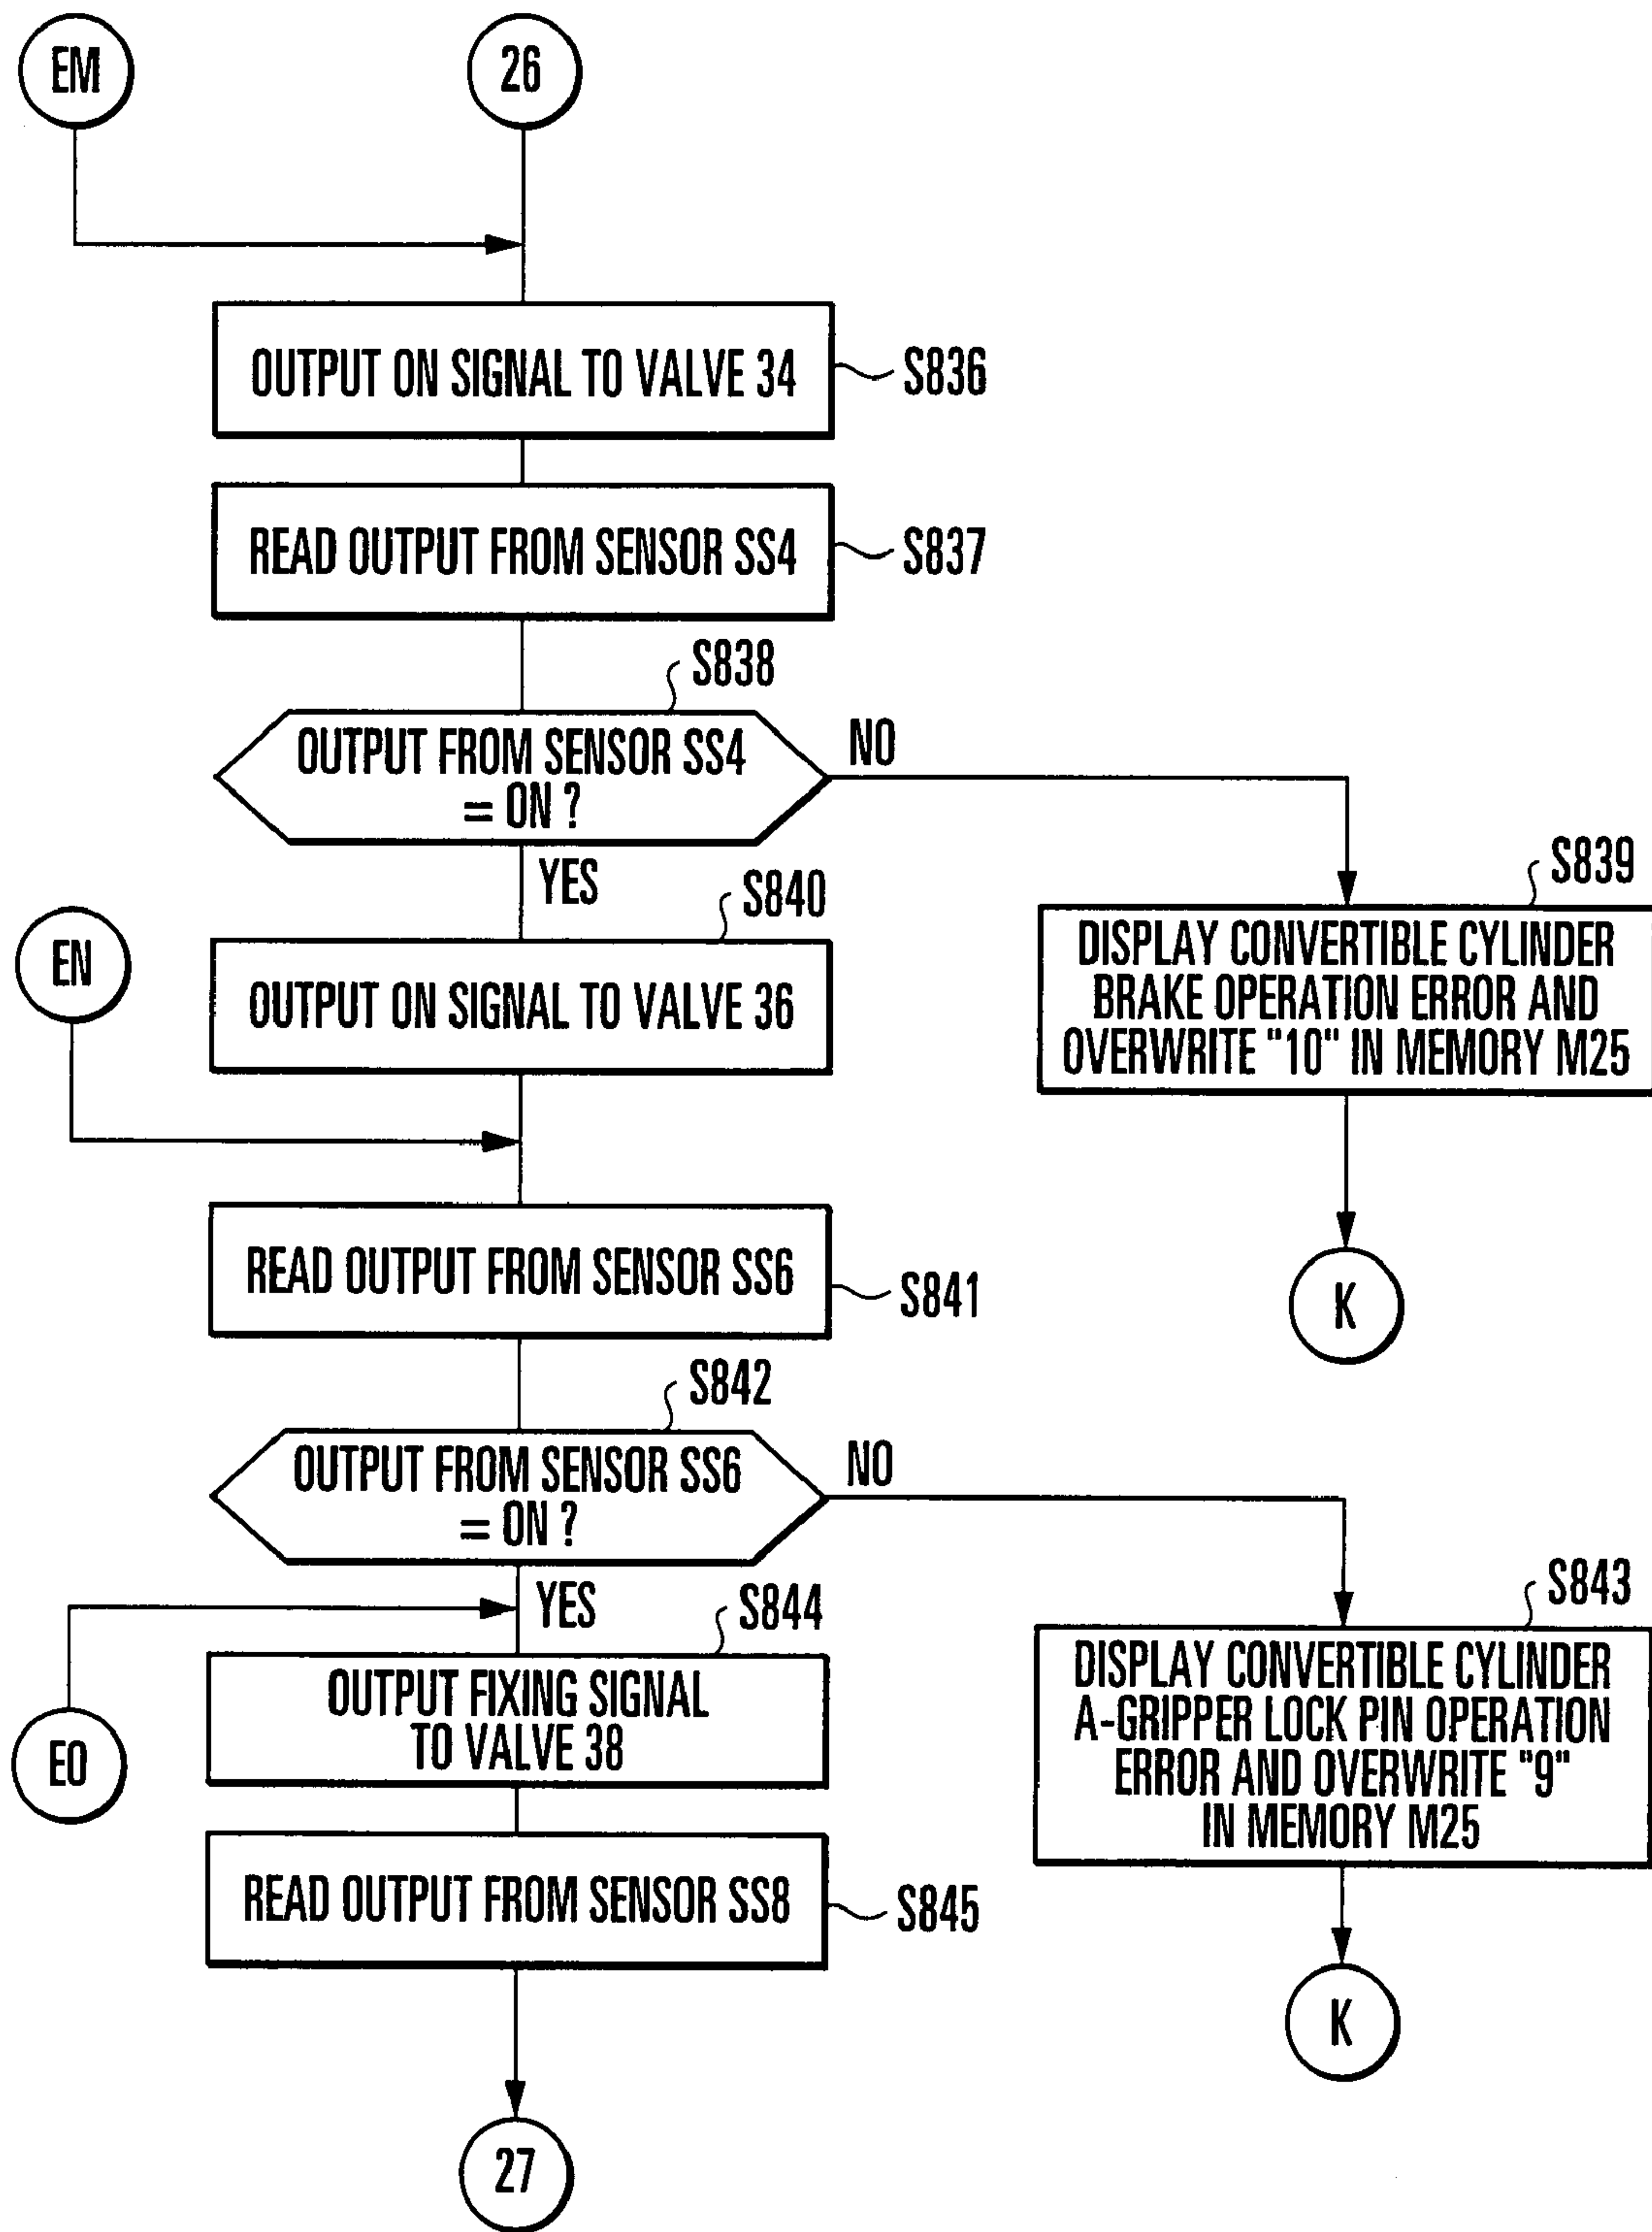 EM
26
OUTPUT ON SIGNAL TO VALVE 34
S836
READ OUTPUT FROM SENSOR SS4
S837
S838
OUTPUT FROM SENSOR SS4
= ON ?
NO
YES
S839
DISPLAY CONVERTIBLE CYLINDER
BRAKE OPERATION ERROR AND
OVERWRITE "10" IN MEMORY M25
K
S840
EN
OUTPUT ON SIGNAL TO VALVE 36
READ OUTPUT FROM SENSOR SS6
S841
S842
OUTPUT FROM SENSOR SS6
= ON ?
NO
YES
S843
DISPLAY CONVERTIBLE CYLINDER
A-GRIPPER LOCK PIN OPERATION
ERROR AND OVERWRITE "9"
IN MEMORY M25
K
S844
EO
OUTPUT FIXING SIGNAL
TO VALVE 38
READ OUTPUT FROM SENSOR SS8
S845
27